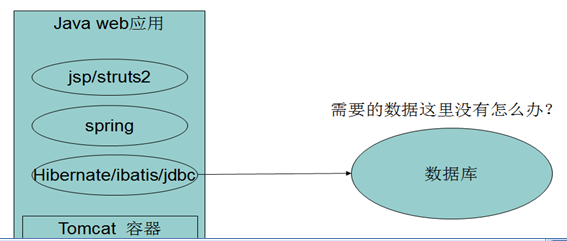 Java web应用
jsp/struts2
spring
Hibernate/ibatis/jdbc
Tomcat 容器
需要的数据这里没有怎么办?
数据库